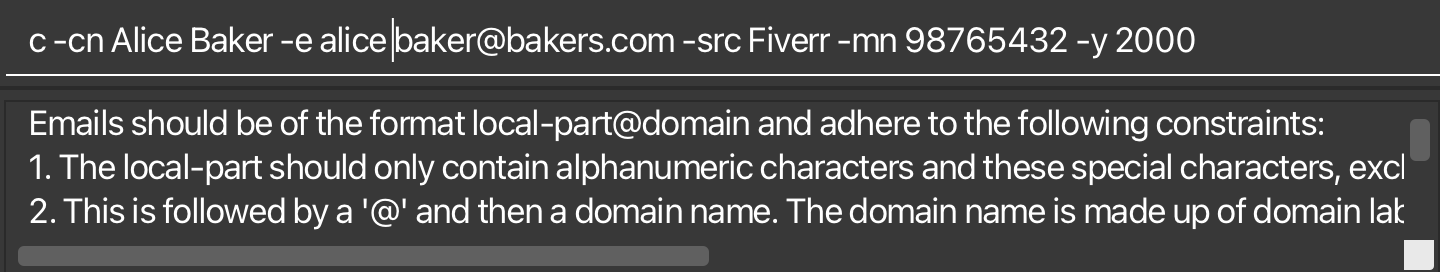 c -cn Alice Baker -e alice baker@bakers.com -src Fiverr -mn 98765432 -y 2000
Emails should be of the format local-part@domain and adhere to the following constraints:
1. The local-part should only contain alphanumeric characters and these special characters, excl
2. This is followed by a '@' and then a domain name. The domain name is made up of domain lab